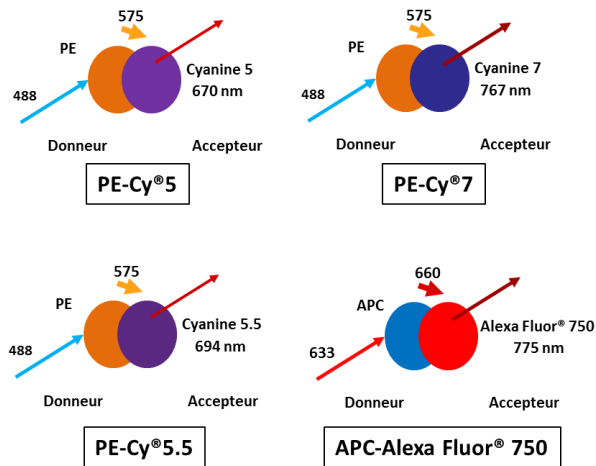 575
PE
Cyanine 5
670 nm
488
Donneur
Accepteur
PE-Cy®5
575
PE
Cyanine 7
767 nm
488
Donneur
Accepteur
PE-Cy®7
575
PE
Cyanine 5.5
694 nm
488
Donneur
Accepteur
PE-Cy®5.5
660
APC
Alexa Fluor® 750
775 nm
633
Donneur
Accepteur
APC-Alexa Fluor® 750